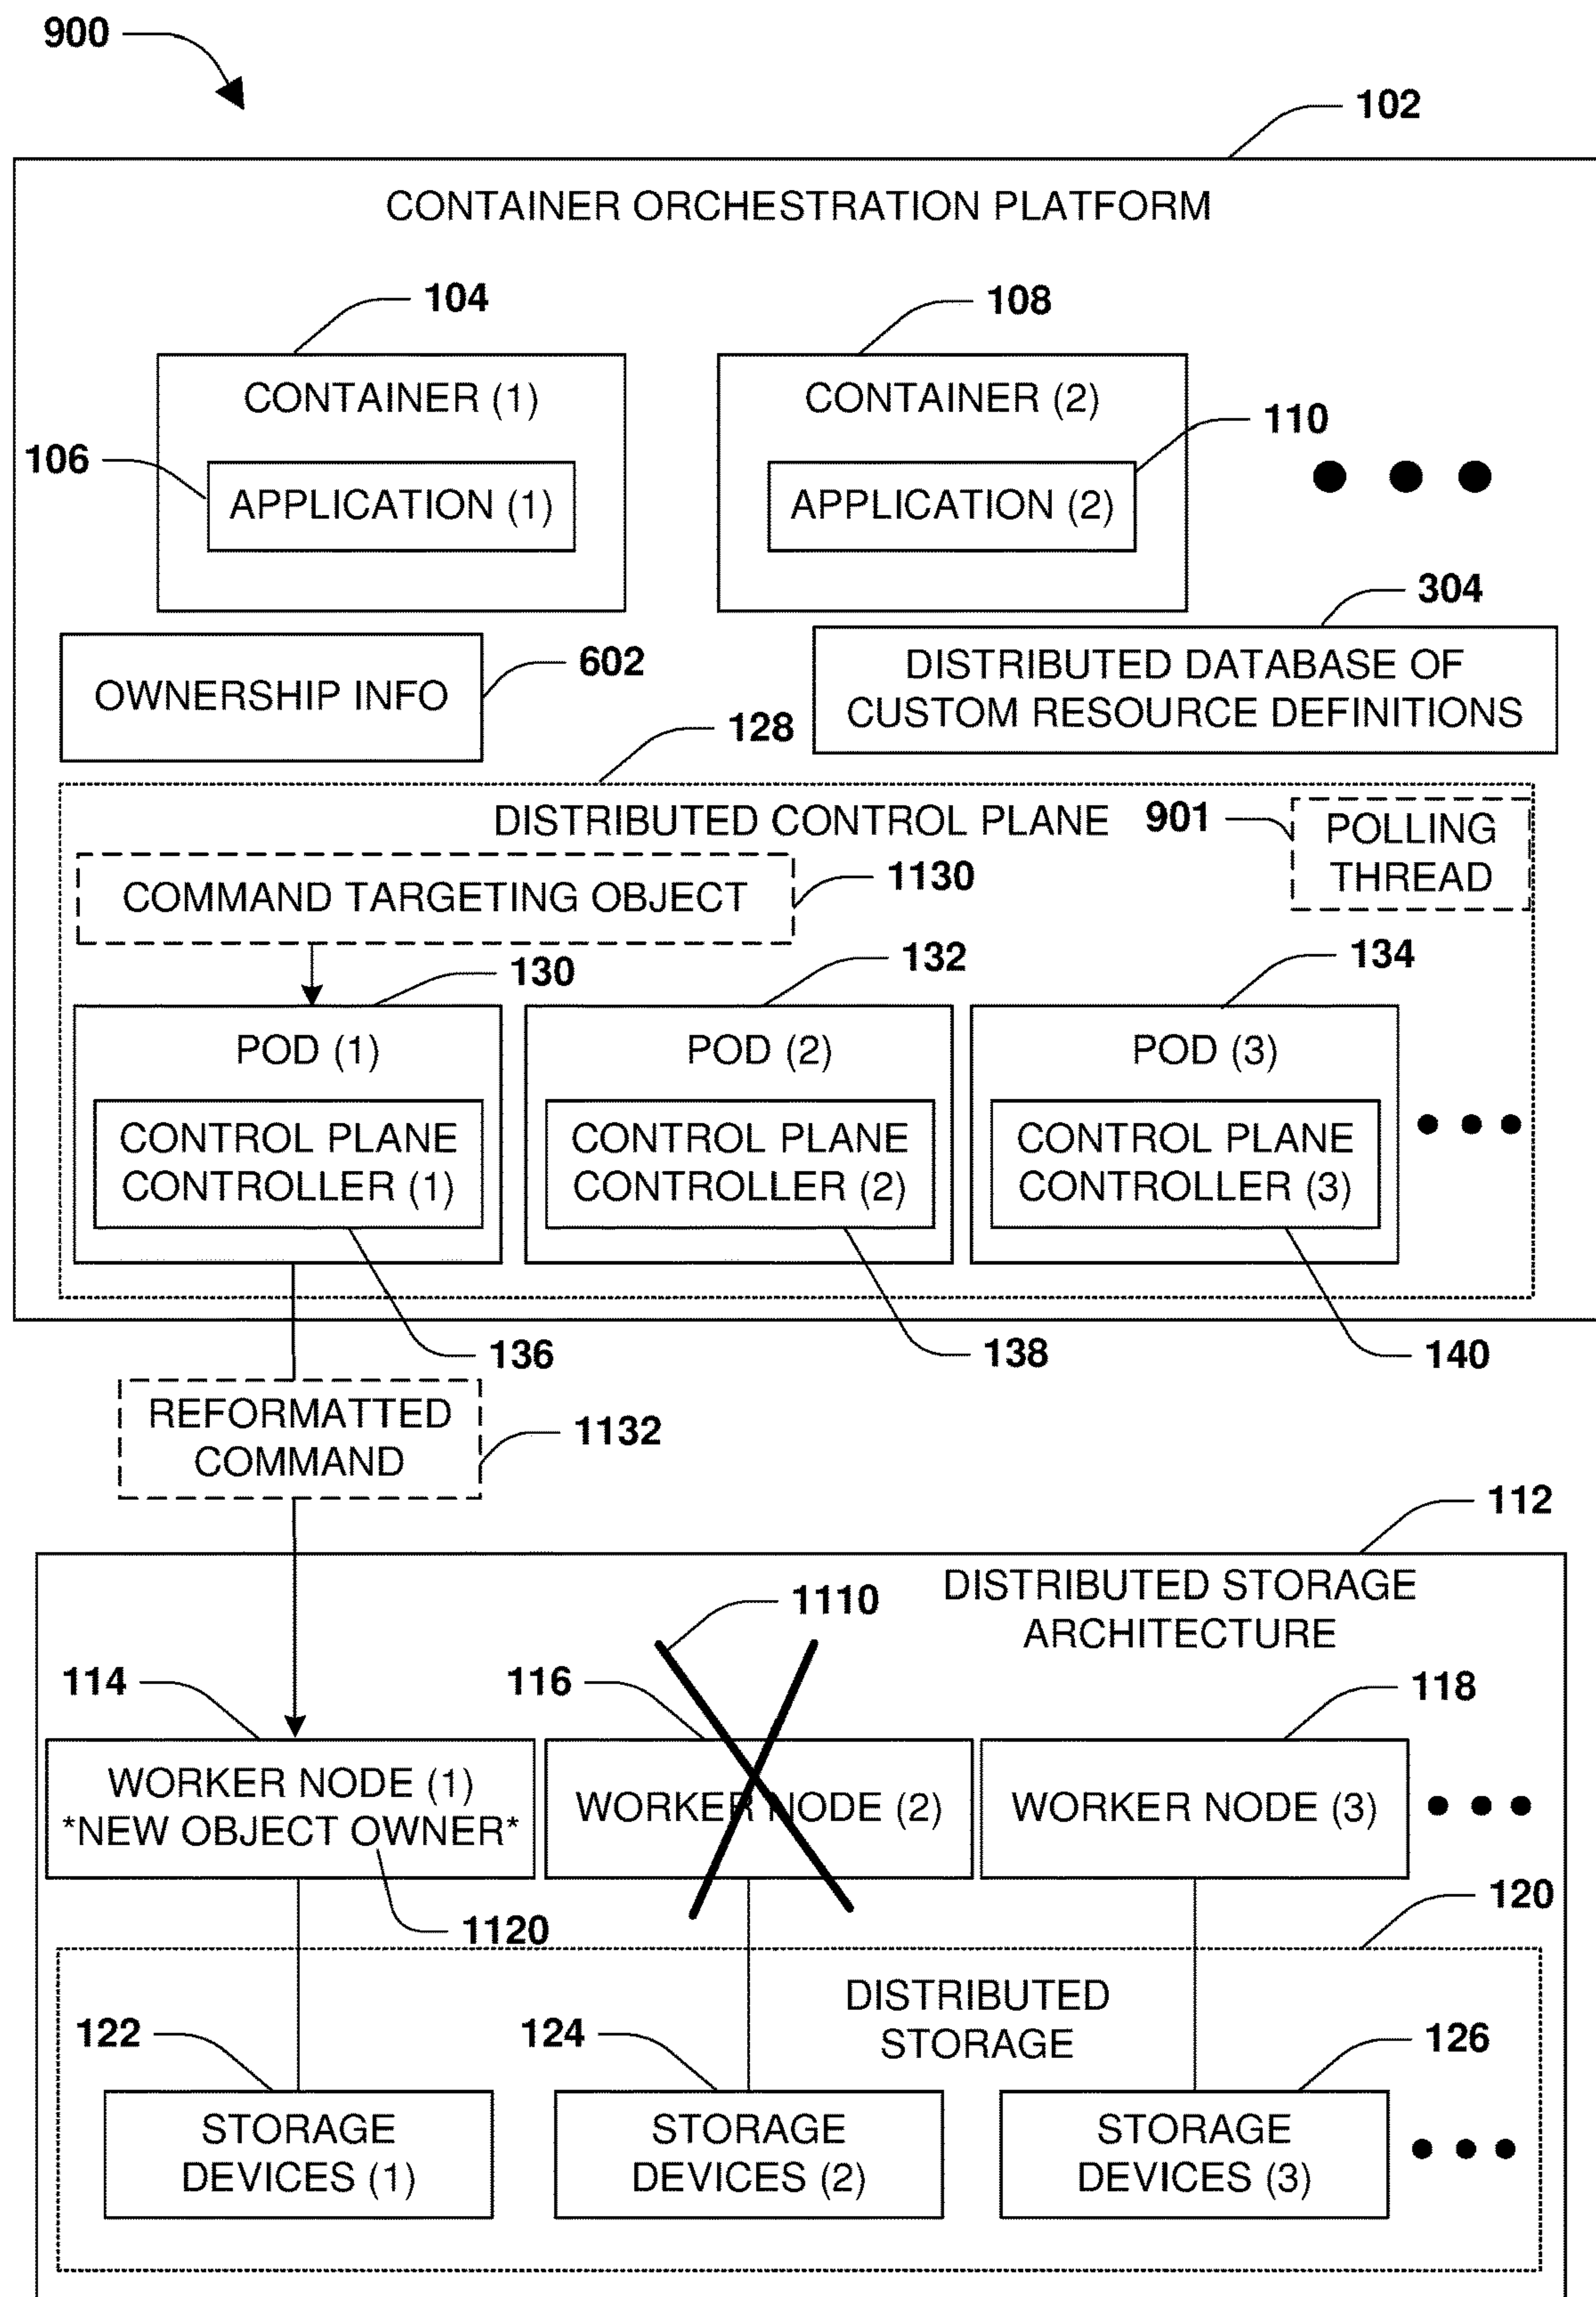 900
102
CONTAINER ORCHESTRATION PLATFORM
104
108
CONTAINER (1)
CONTAINER (2)
110
106
APPLICATION (1)
APPLICATION (2)
304
602
OWNERSHIP INFO
DISTRIBUTED DATABASE OF
CUSTOM RESOURCE DEFINITIONS
128
DISTRIBUTED CONTROL PLANE
901
POLLING
THREAD
COMMAND TARGETING OBJECT
1130
130
132
134
POD (1)
POD (2)
POD (3)
CONTROL PLANE
CONTROLLER (1)
CONTROL PLANE
CONTROLLER (2)
CONTROL PLANE
CONTROLLER (3)
136
138
140
REFORMATTED
COMMAND
1132
112
DISTRIBUTED STORAGE
ARCHITECTURE
1110
114
116
118
WORKER NODE (1)
*NEW OBJECT OWNER*
WORKER NODE (2)
WORKER NODE (3)
1120
120
DISTRIBUTED
STORAGE
122
124
126
STORAGE
DEVICES (1)
STORAGE
DEVICES (2)
STORAGE
DEVICES (3)